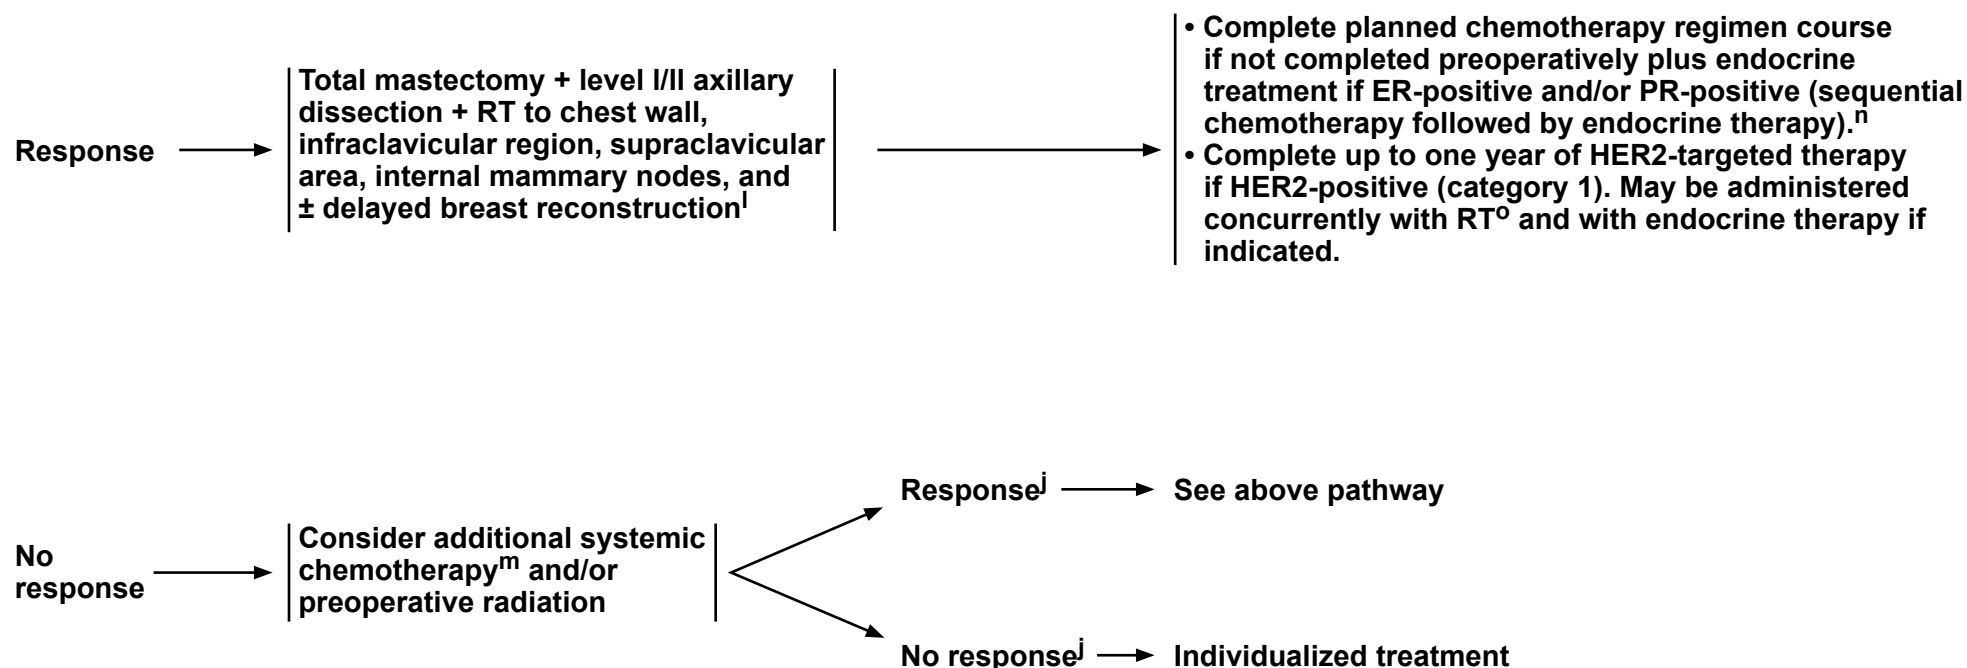 Response
Total mastectomy + level l/ll axillary
dissection + RT to chest wall,
infraclavicular region, supraclavicular
area, internal mammary nodes, and
± delayed breast reconstructionˡ
• Complete planned chemotherapy regimen course
if not completed preoperatively plus endocrine
treatment if ER-positive and/or PR-positive (sequential
chemotherapy followed by endocrine therapy).ⁿ
• Complete up to one year of HER2-targeted therapy
if HER2-positive (category 1). May be administered
concurrently with RTᵒ and with endocrine therapy if
indicated.
No
response
Consider additional systemic
chemotherapyᵐ and/or
preoperative radiation
Responseʲ
See above pathway
No responseʲ
Individualized treatment